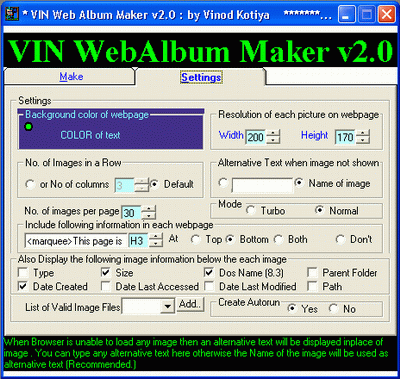 * VIN Web Album Maker v2.0 : by Vinod Kotiya *******...
VIN WebAlbum Maker v2.0
Make Settings
Settings
Background color of webpage
COLOR of text
Resolution of each picture on webpage
Width 200 Height 170
No. of Images in a Row
or No of columns 3 Default
Alternative Text when image not shown
Name of image
No. of images per page 30
Mode Turbo Normal
Include following information in each webpage
<marquee>This page is H3 At Top Bottom Both Don't
Also Display the following image information below the each image
Type Size Dos Name (8.3) Parent Folder
Date Created Date Last Accessed Date Last Modified Path
List of Valid Image Files Add..
Create Autorun Yes No
When Browser is unable to load any image then an alternative text will be displayed inplace of
image . You can type any alternative text here otherwise the Name of the image will be used as
alternative text (Recommended.)